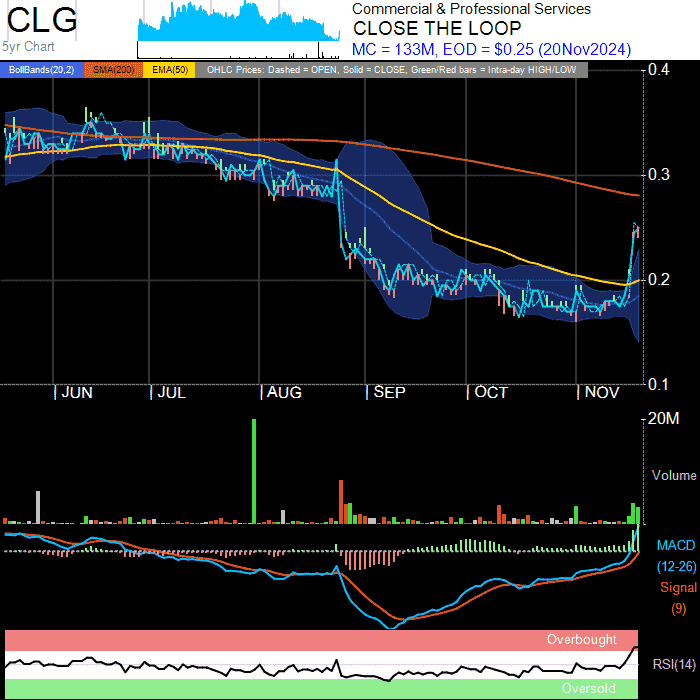 CLG
5yr Chart
Commercial & Professional Services
CLOSE THE LOOP
MC = 133M, EOD = $0.25 (20Nov2024)
BollBands(20,2) SMA(200) EMA(50) OHLC Prices: Dashed = OPEN, Solid = CLOSE, Green/Red bars = Intra-day HIGH/LOW
0.4
0.3
0.2
0.1
JUN JUL AUG SEP OCT NOV
20M
Volume
MACD
(12-26)
Signal
(9)
Overbought
RSI(14)
Oversold